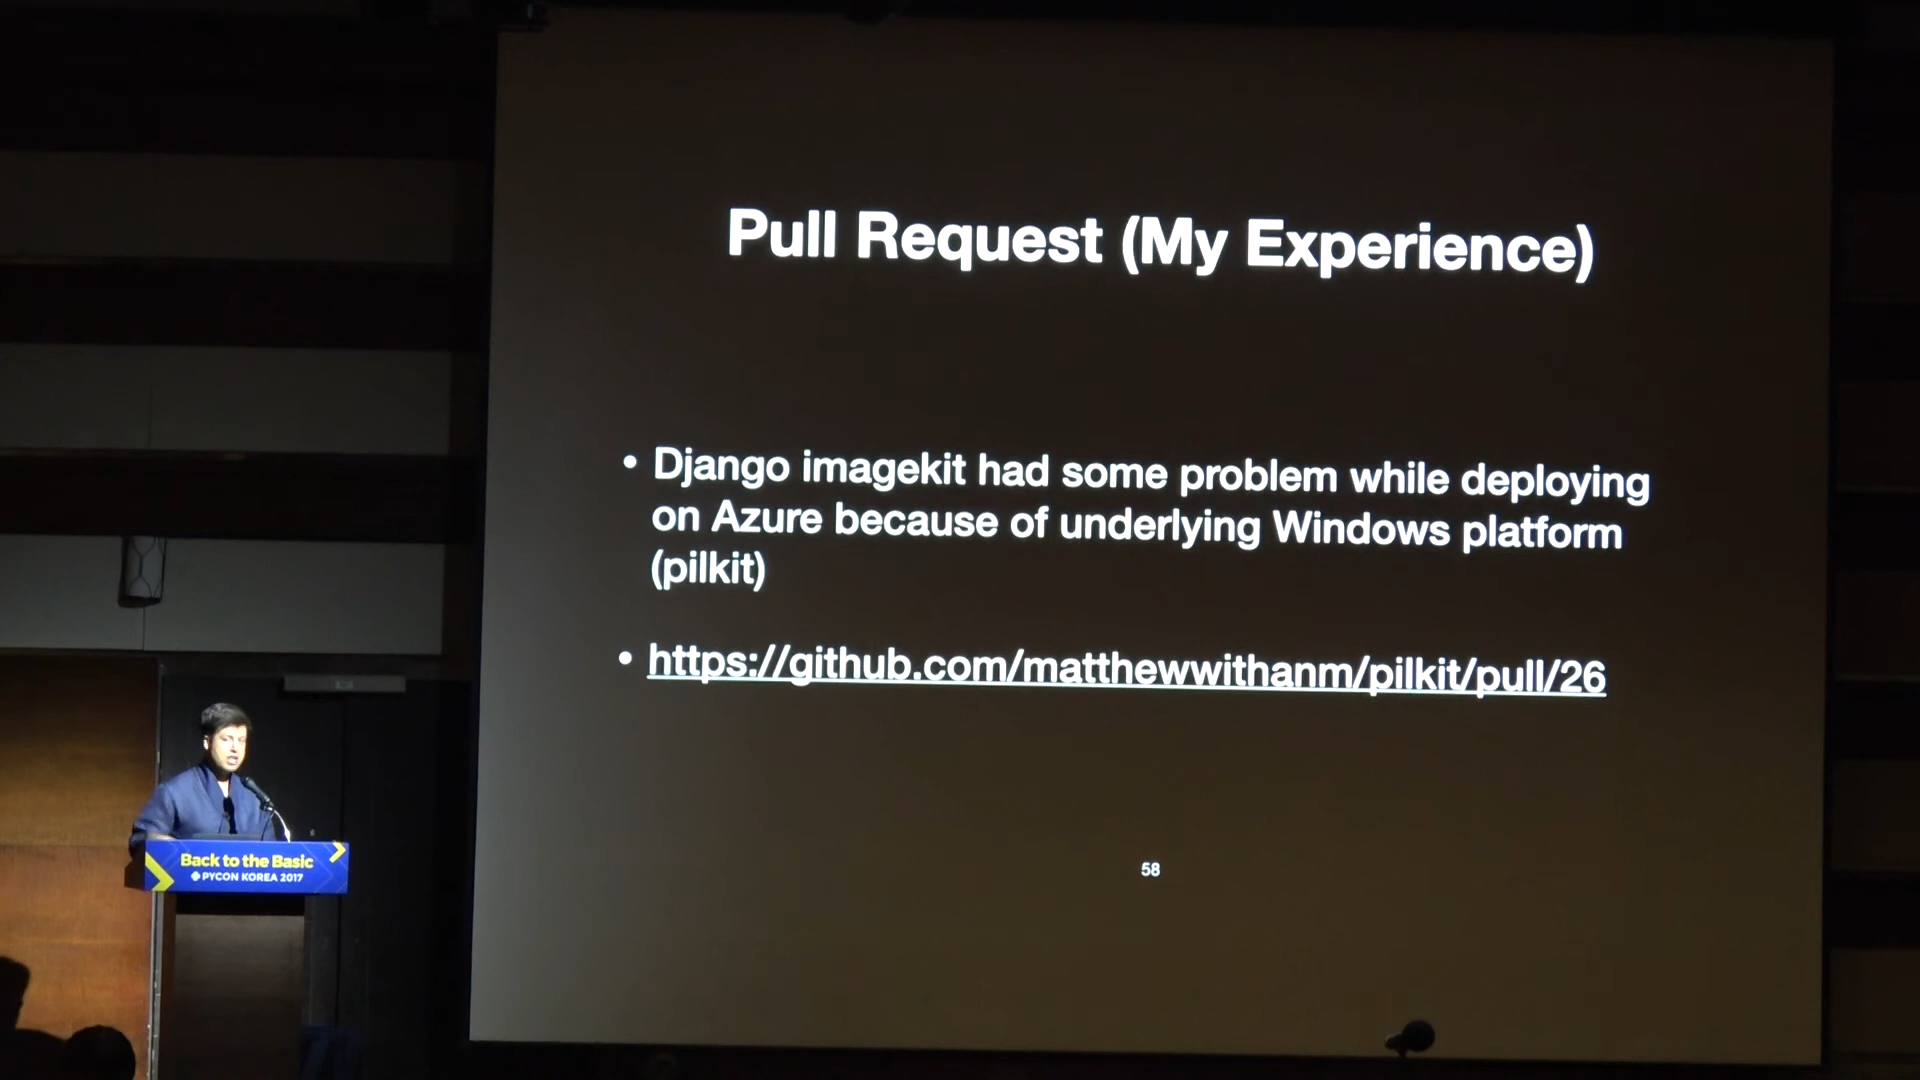 Pull Request (My Experience)
• Django imagekit had some problem while deploying
on Azure because of underlying Windows platform
(pilkit)
• https://github.com/matthewwithanm/pilkit/pull/26
58
Back to the Basic
PYCON KOREA 2017